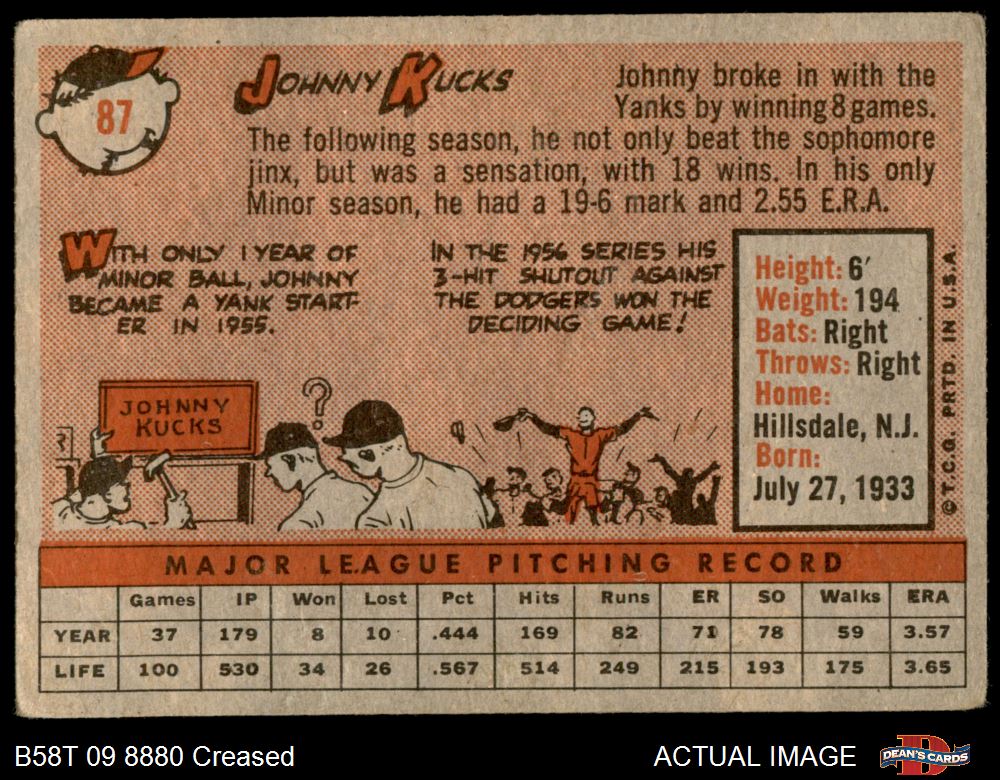 87
JOHNNY KUCKS
Johnny broke in with the
Yanks by winning 8 games.
The following season, he not only beat the sophomore
jinx, but was a sensation, with 18 wins. In his only
Minor season, he had a 19-6 mark and 2.55 E.R.A.
WITH ONLY 1 YEAR OF
MINOR BALL, JOHNNY
BECAME A YANK START-
ER IN 1955.
IN THE 1956 SERIES HIS
3-HIT SHUTOUT AGAINST
THE DODGERS WON THE
DECIDING GAME!
JOHNNY
KUCKS
?
Height: 6′
Weight: 194
Bats: Right
Throws: Right
Home:
Hillsdale, N.J.
Born:
July 27, 1933
© T.C.G. PRTD. IN U.S.A.
MAJOR LEAGUE PITCHING RECORD
Games IP Won Lost Pct Hits Runs ER SO Walks ERA
YEAR 37 179 8 10 .444 169 82 71 78 59 3.57
LIFE 100 530 34 26 .567 514 249 215 193 175 3.65
B58T 09 8880 Creased
ACTUAL IMAGE
DEAN'S CARDS